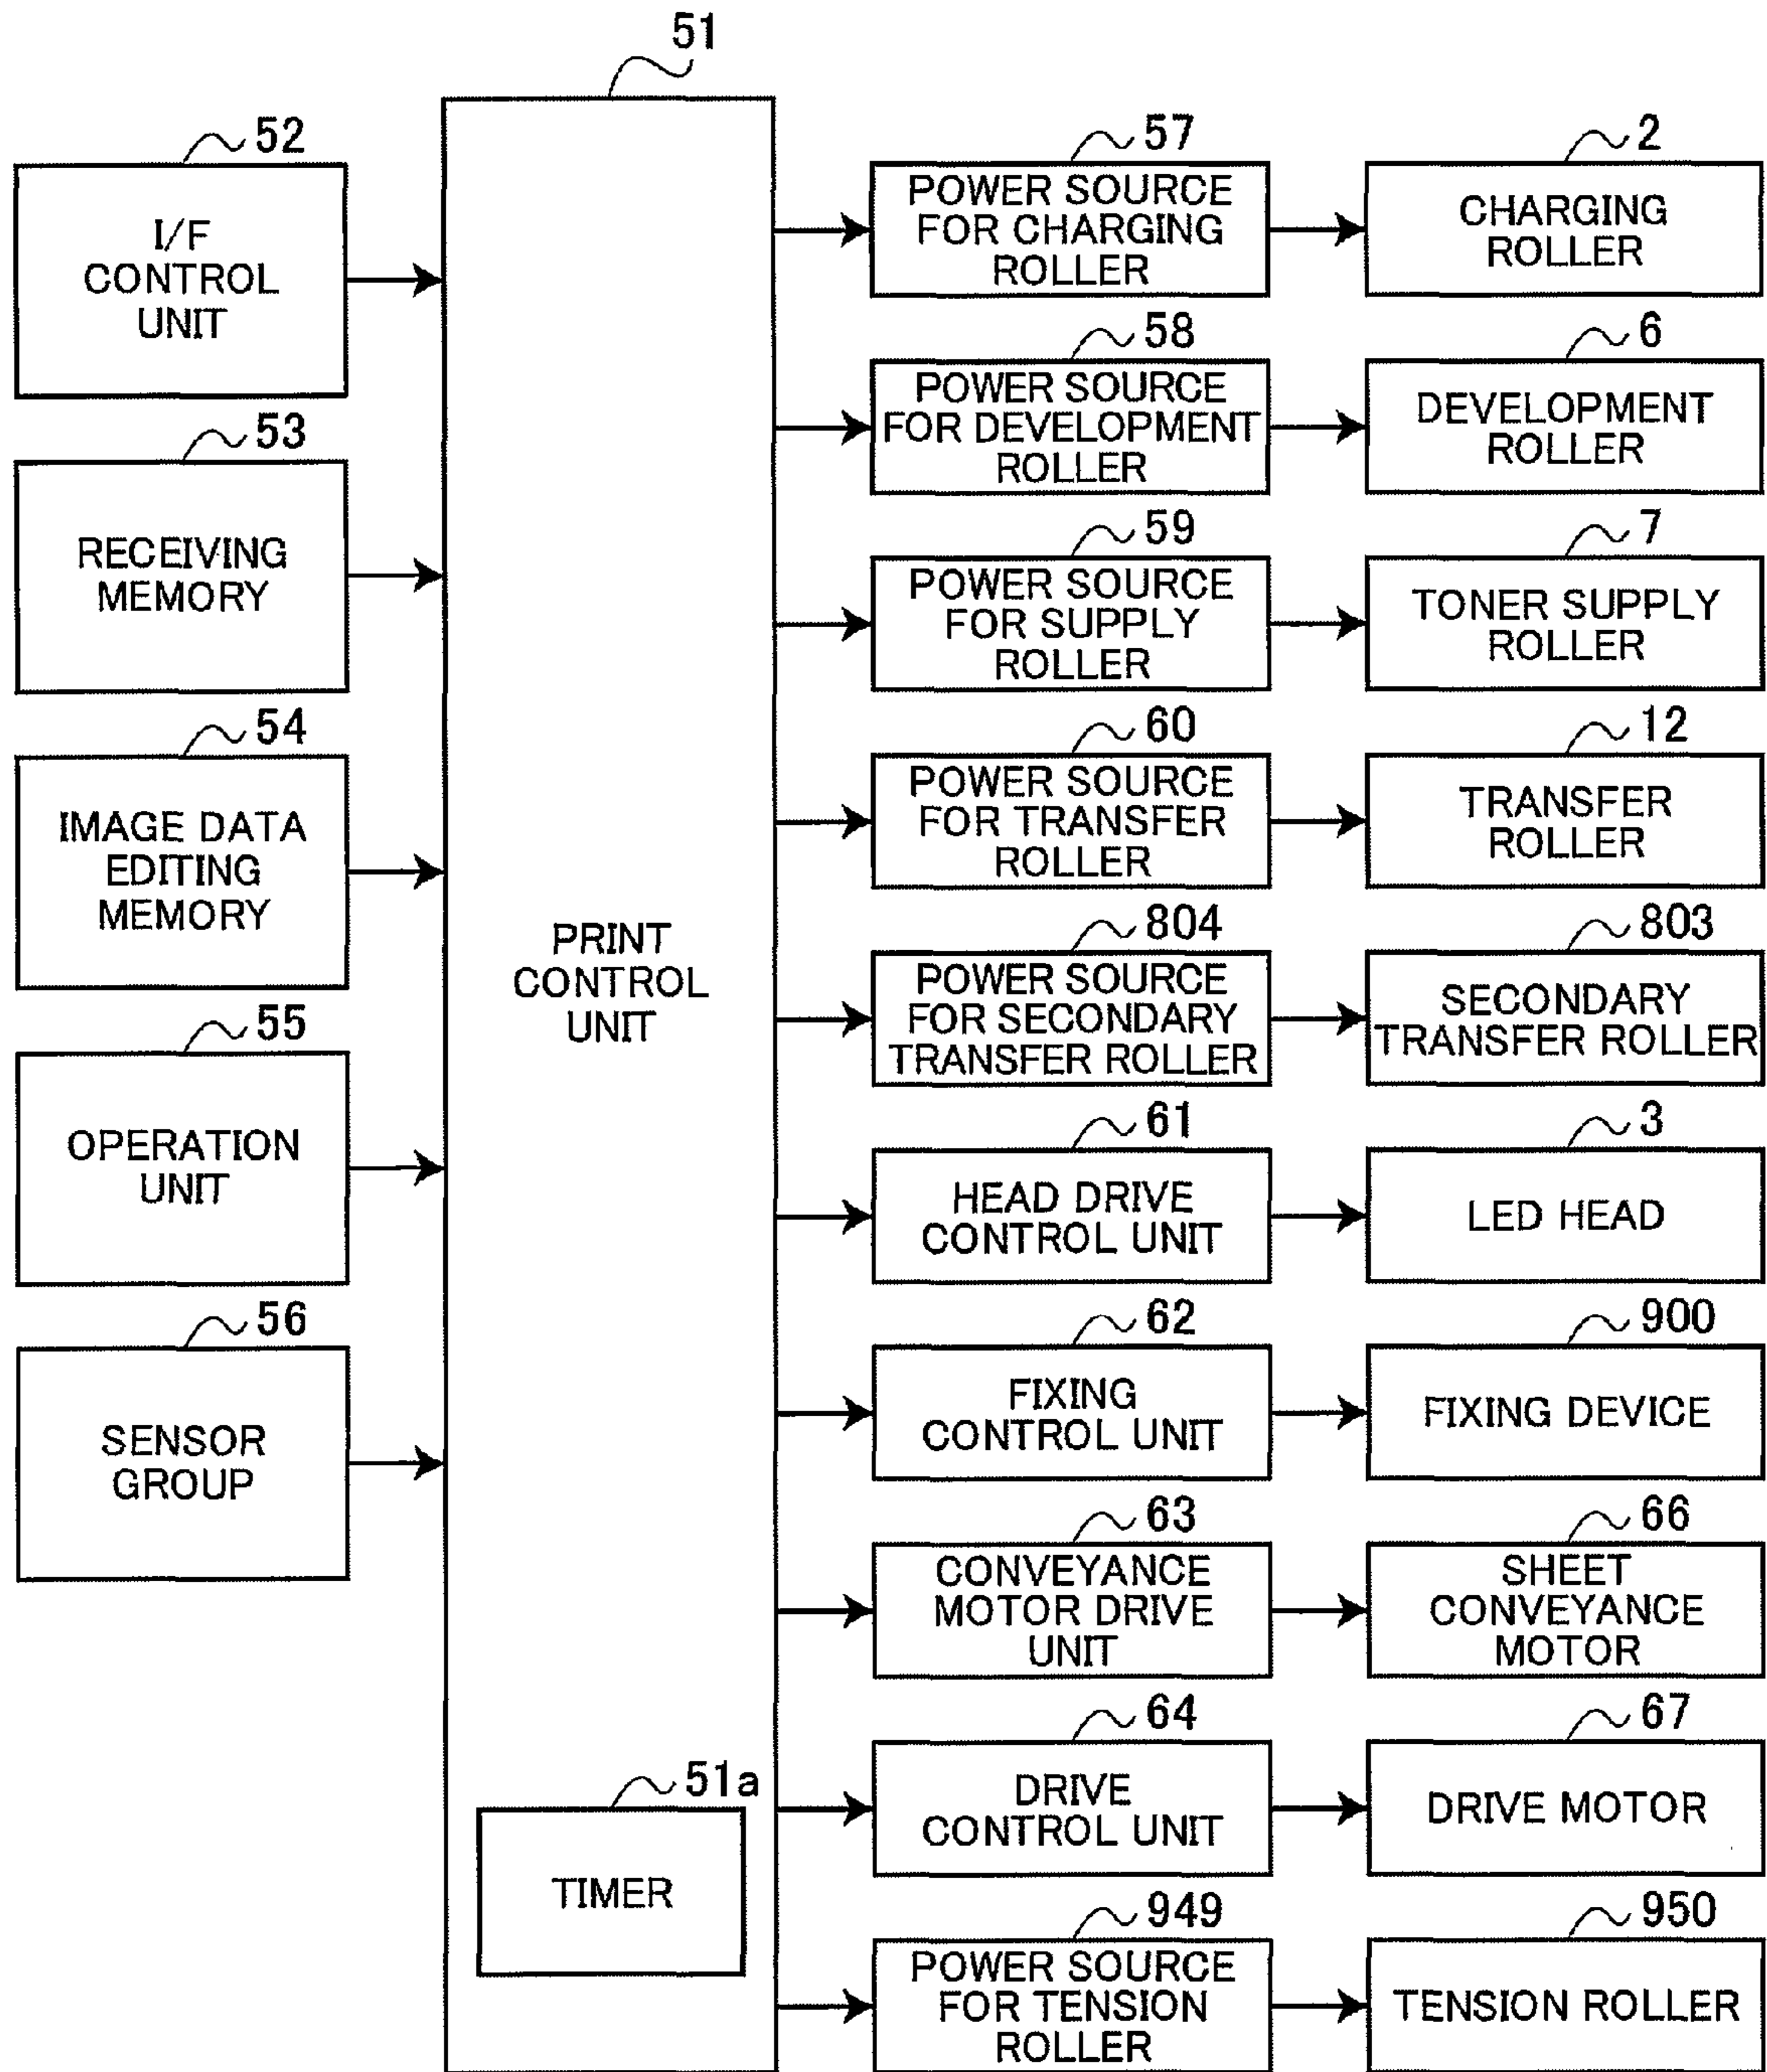 51
52
I/F
CONTROL
UNIT
53
RECEIVING
MEMORY
54
IMAGE DATA
EDITING
MEMORY
55
OPERATION
UNIT
56
SENSOR
GROUP
PRINT
CONTROL
UNIT
51a
TIMER
57
POWER SOURCE
FOR CHARGING
ROLLER
2
CHARGING
ROLLER
58
POWER SOURCE
FOR DEVELOPMENT
ROLLER
6
DEVELOPMENT
ROLLER
59
POWER SOURCE
FOR SUPPLY
ROLLER
7
TONER SUPPLY
ROLLER
60
POWER SOURCE
FOR TRANSFER
ROLLER
12
TRANSFER
ROLLER
804
POWER SOURCE
FOR SECONDARY
TRANSFER ROLLER
803
SECONDARY
TRANSFER ROLLER
61
HEAD DRIVE
CONTROL UNIT
3
LED HEAD
62
FIXING
CONTROL UNIT
900
FIXING DEVICE
63
CONVEYANCE
MOTOR DRIVE
UNIT
66
SHEET
CONVEYANCE
MOTOR
64
DRIVE
CONTROL UNIT
67
DRIVE MOTOR
949
POWER SOURCE
FOR TENSION
ROLLER
950
TENSION ROLLER